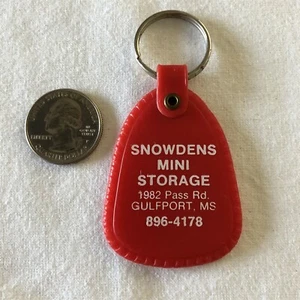 SNOWDENS
MINI
STORAGE
1982 Pass Rd.
GULFPORT, MS
896-4178